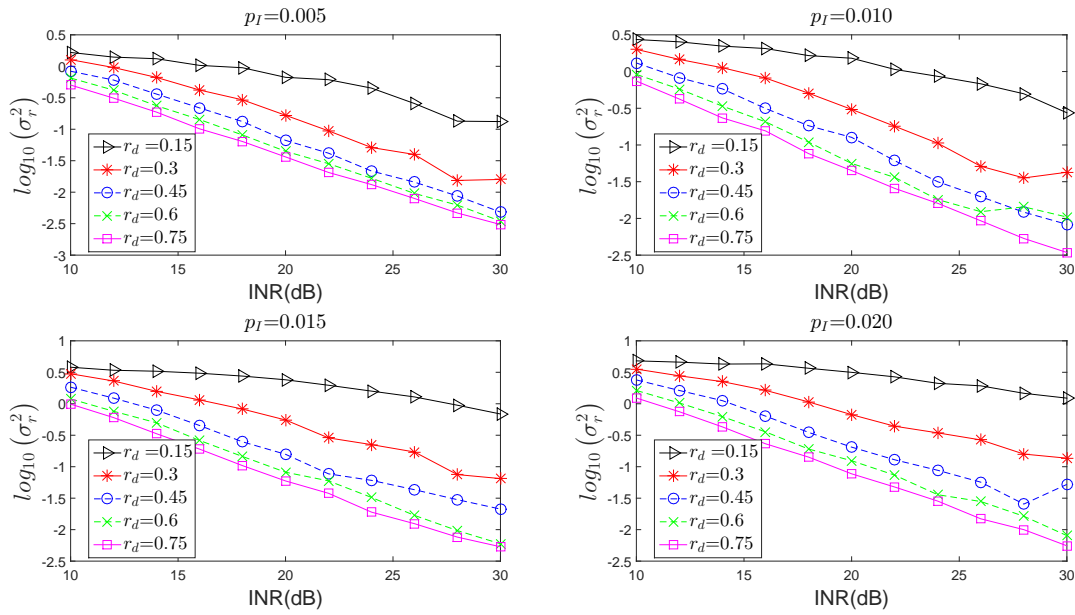 p_I=0.005
0.5
0
-0.5
-1
-1.5
-2
-2.5
-3
log_10 (σ_r^2)
r_d =0.15
r_d=0.3
r_d=0.45
r_d=0.6
r_d=0.75
10 15 20 25 30
INR(dB)
p_I=0.010
0.5
0
-0.5
-1
-1.5
-2
-2.5
log_10 (σ_r^2)
r_d =0.15
r_d=0.3
r_d=0.45
r_d=0.6
r_d=0.75
10 15 20 25 30
INR(dB)
p_I=0.015
1
0.5
0
-0.5
-1
-1.5
-2
-2.5
log_10 (σ_r^2)
r_d =0.15
r_d=0.3
r_d=0.45
r_d=0.6
r_d=0.75
10 15 20 25 30
INR(dB)
p_I=0.020
1
0.5
0
-0.5
-1
-1.5
-2
-2.5
log_10 (σ_r^2)
r_d =0.15
r_d=0.3
r_d=0.45
r_d=0.6
r_d=0.75
10 15 20 25 30
INR(dB)